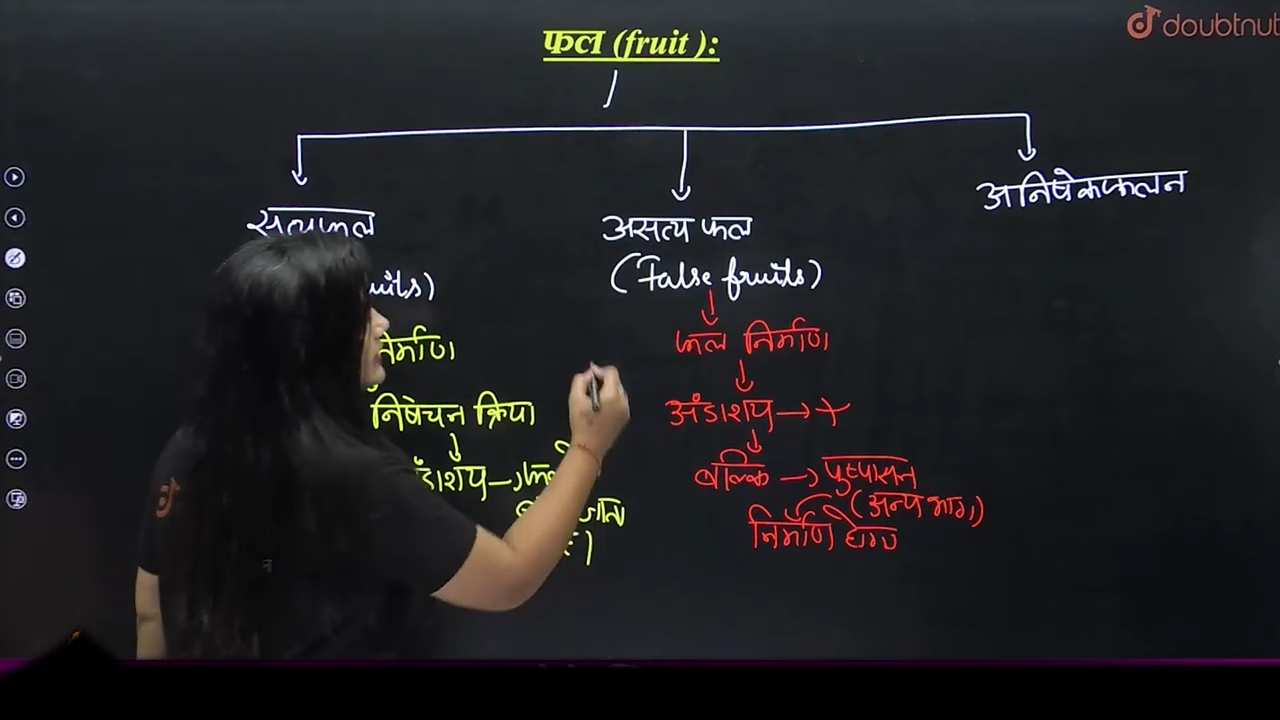 doubtnut
फल (fruit ):
सत्यफल
असत्य फल
(False fruits)
अनिषेकफलन
फल निर्माण
अंडाशय → ✗
बल्कि → पुष्पासन
(अन्य भाग)
निर्माण होगा
निर्माण
निषेचन क्रिया